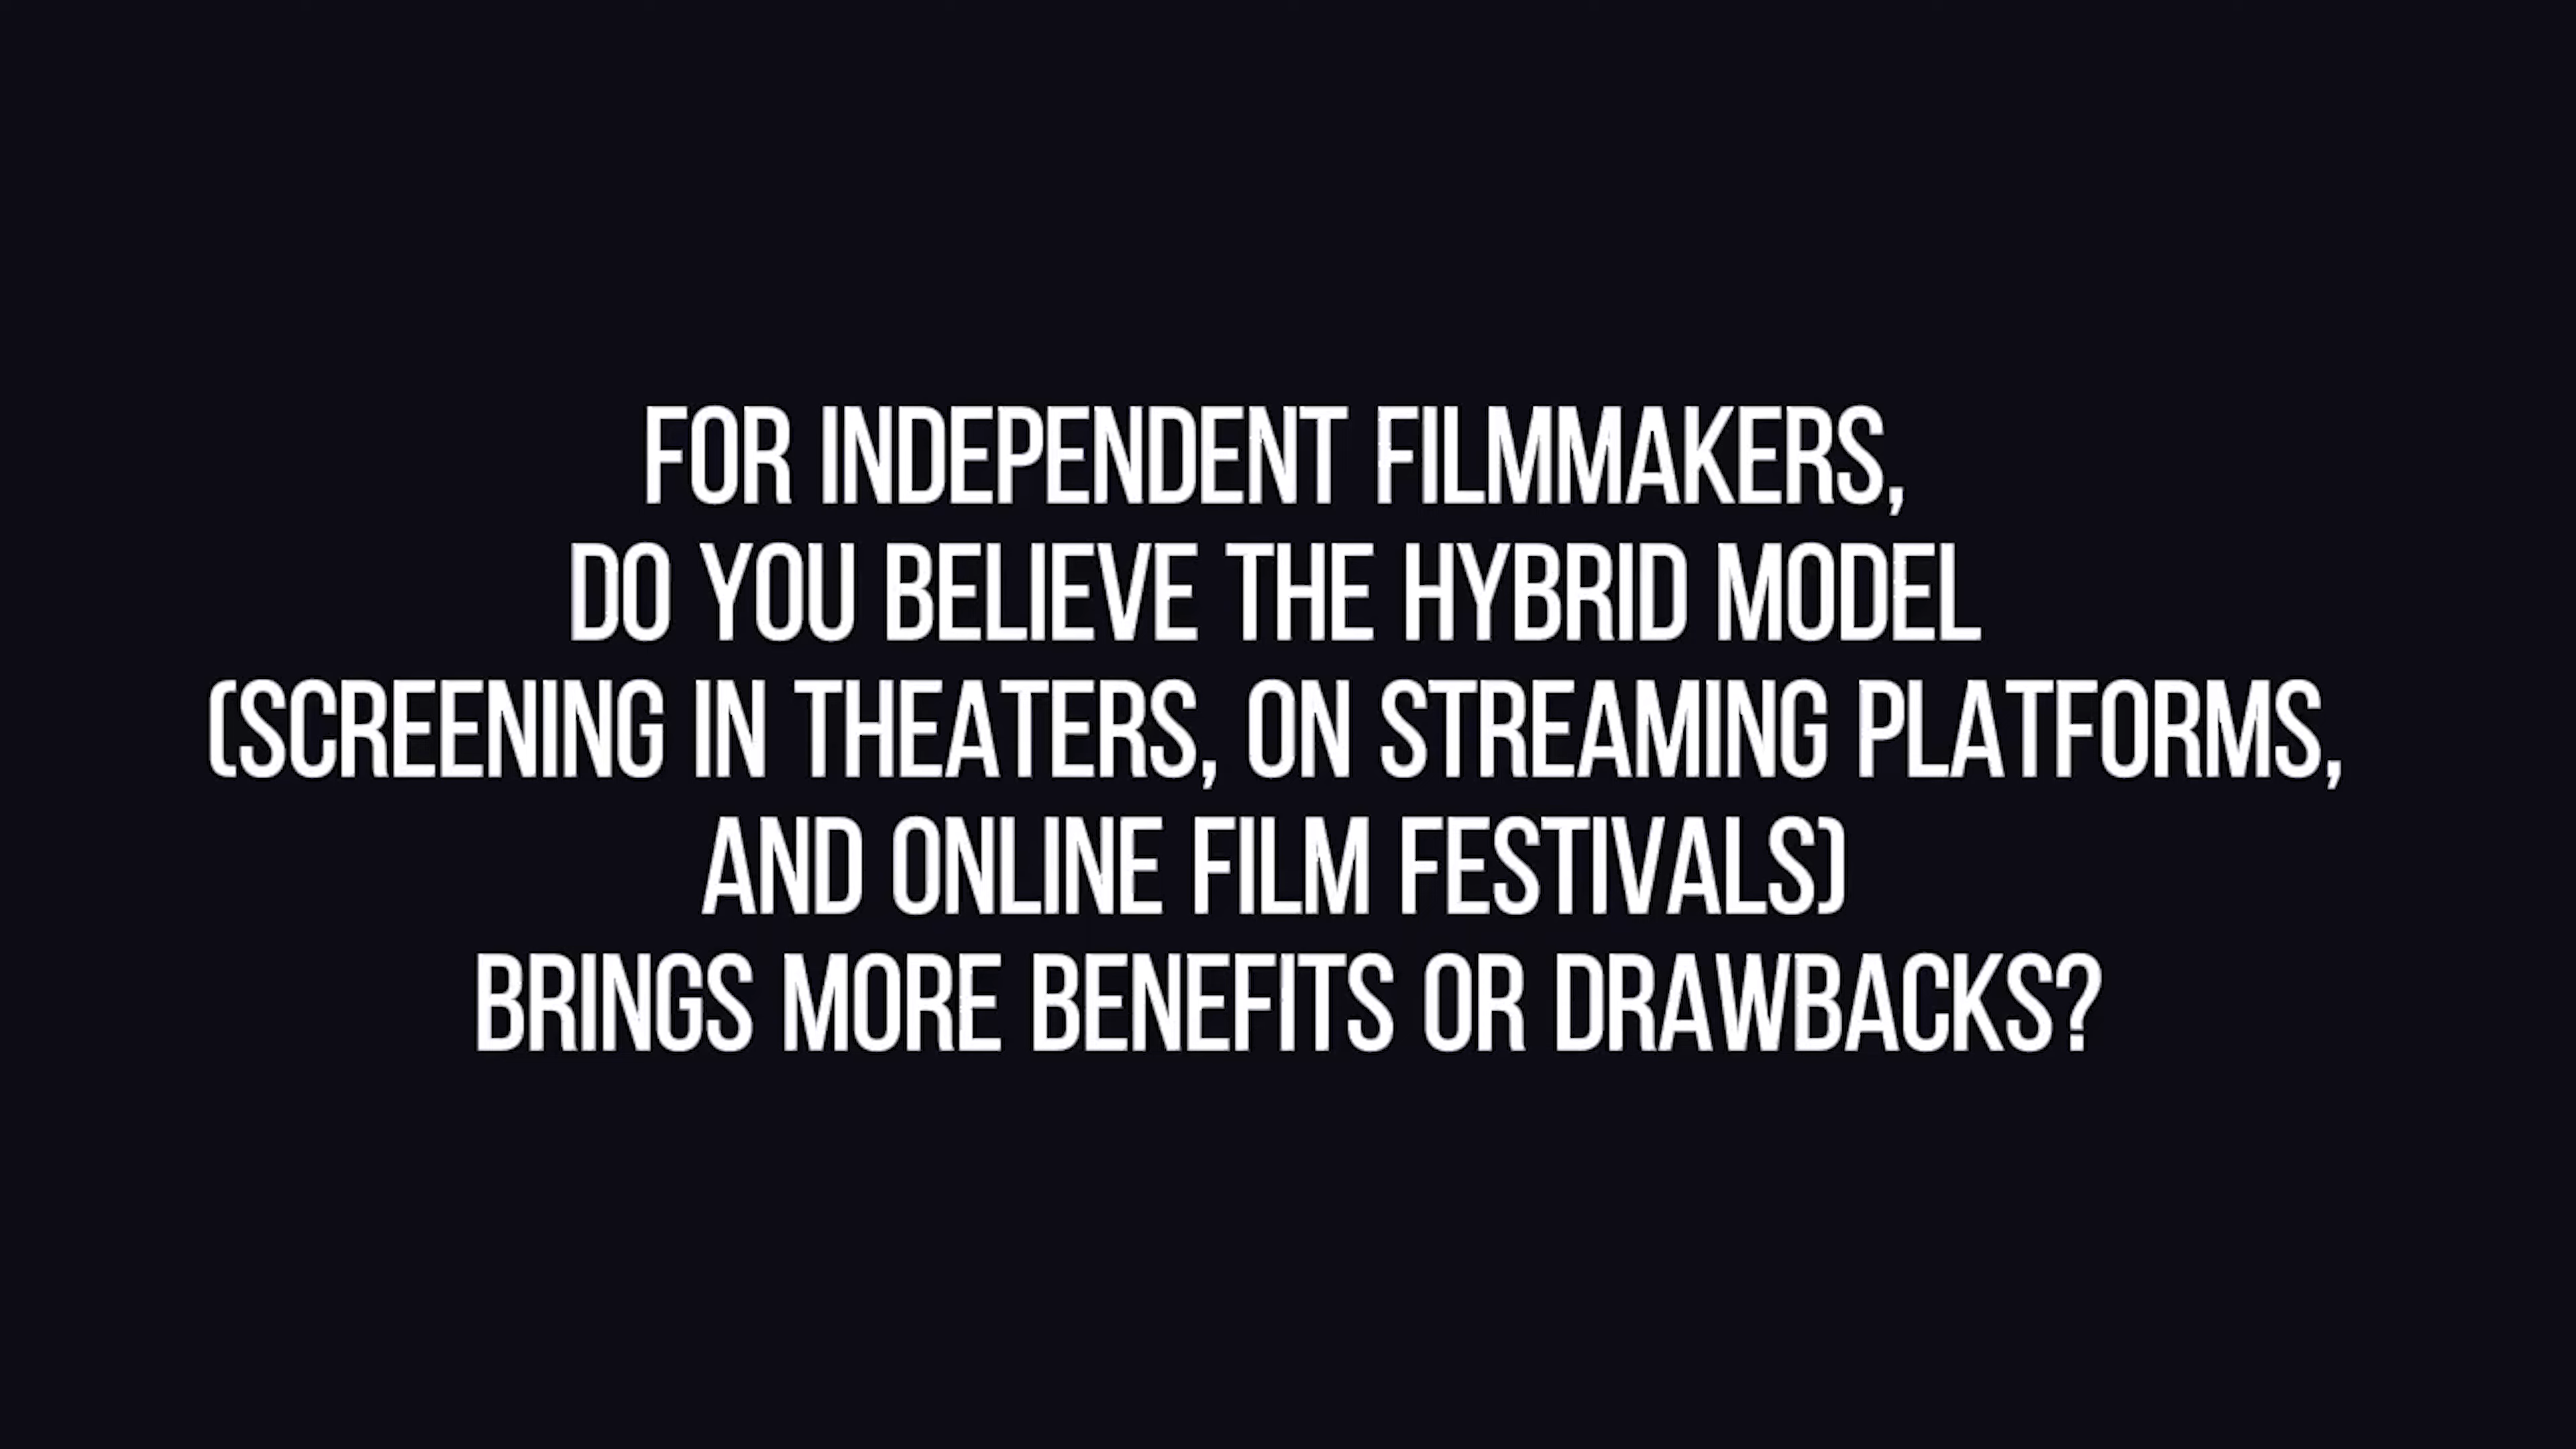 FOR INDEPENDENT FILMMAKERS,
DO YOU BELIEVE THE HYBRID MODEL
(SCREENING IN THEATERS, ON STREAMING PLATFORMS,
AND ONLINE FILM FESTIVALS)
BRINGS MORE BENEFITS OR DRAWBACKS?